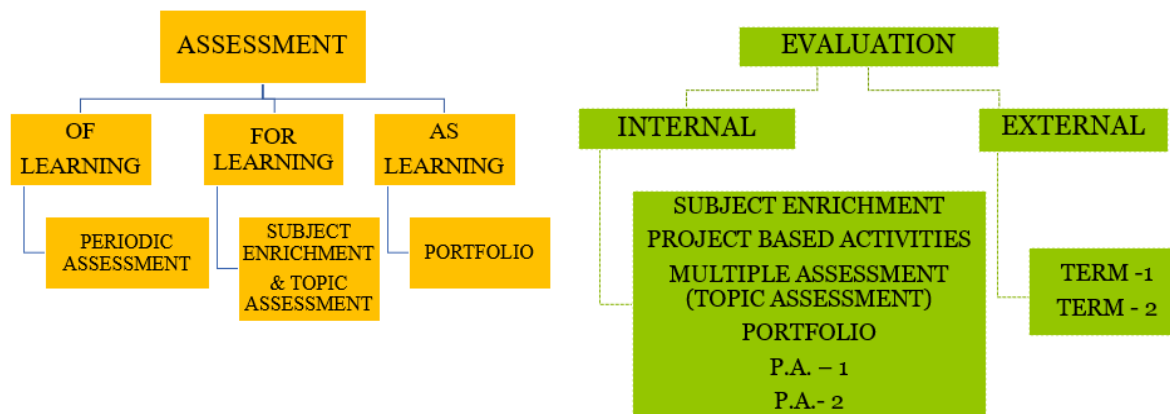 ASSESSMENT
OF
LEARNING
FOR
LEARNING
AS
LEARNING
PERIODIC
ASSESSMENT
SUBJECT
ENRICHMENT
& TOPIC
ASSESSMENT
PORTFOLIO
EVALUATION
INTERNAL
EXTERNAL
SUBJECT ENRICHMENT
PROJECT BASED ACTIVITIES
MULTIPLE ASSESSMENT
(TOPIC ASSESSMENT)
PORTFOLIO
P.A. – 1
P.A.- 2
TERM -1
TERM - 2